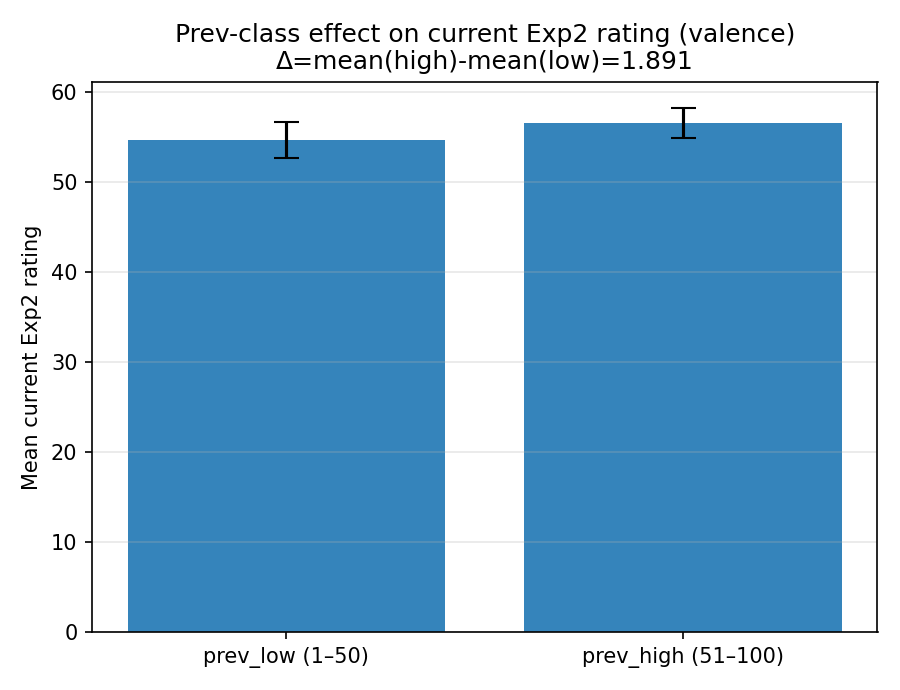 Prev-class effect on current Exp2 rating (valence)
Δ=mean(high)-mean(low)=1.891
Mean current Exp2 rating
60
50
40
30
20
10
0
prev_low (1–50)
prev_high (51–100)